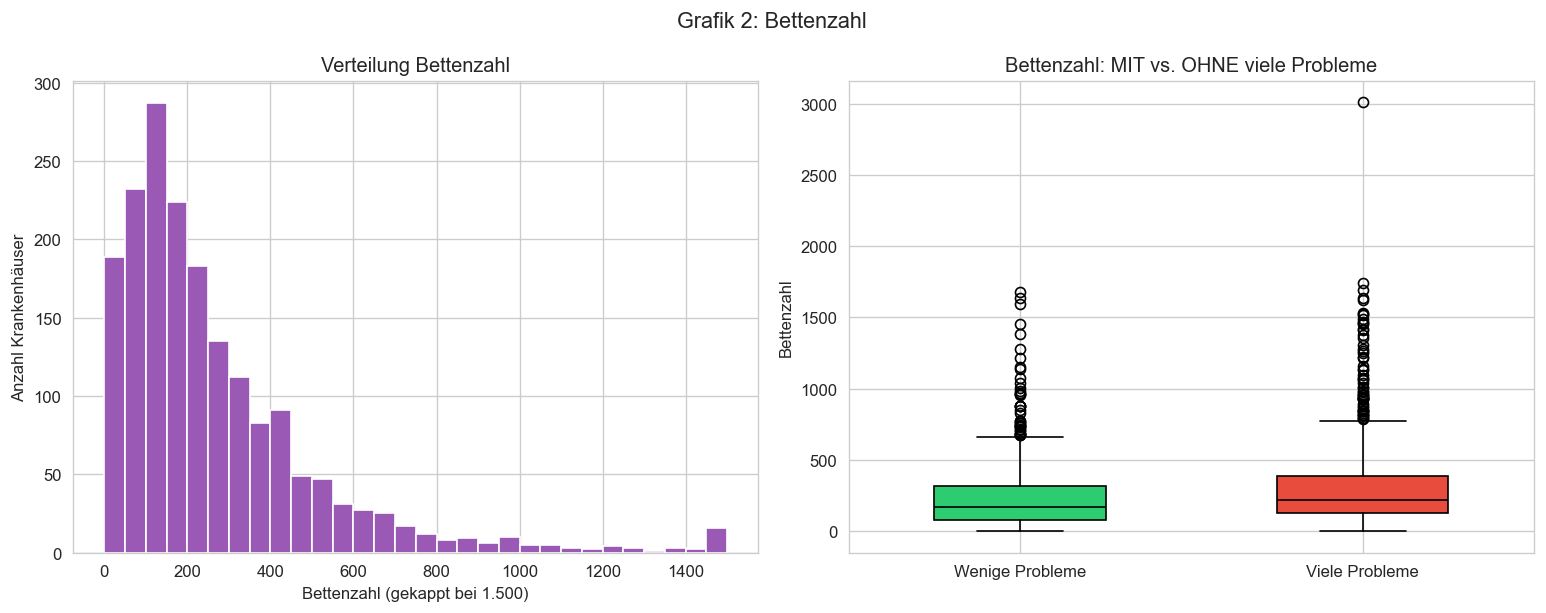 Grafik 2: Bettenzahl
Verteilung Bettenzahl
300
250
200
150
100
50
0
Anzahl Krankenhäuser
0 200 400 600 800 1000 1200 1400
Bettenzahl (gekappt bei 1.500)
Bettenzahl: MIT vs. OHNE viele Probleme
3000
2500
2000
1500
1000
500
0
Bettenzahl
Wenige Probleme Viele Probleme